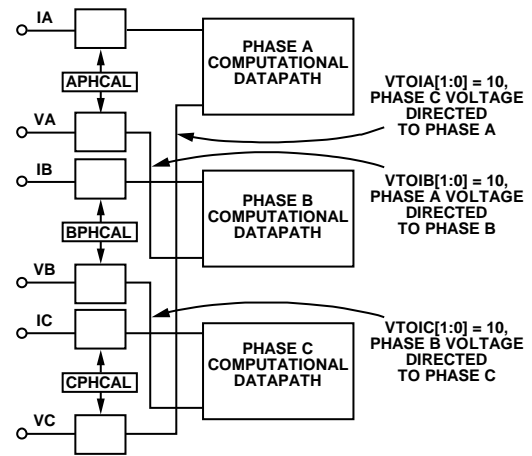 IA
APHCAL
VA
PHASE A
COMPUTATIONAL
DATAPATH
VTOIA[1:0] = 10,
PHASE C VOLTAGE
DIRECTED
TO PHASE A
IB
BPHCAL
VB
PHASE B
COMPUTATIONAL
DATAPATH
VTOIB[1:0] = 10,
PHASE A VOLTAGE
DIRECTED
TO PHASE B
IC
CPHCAL
VC
PHASE C
COMPUTATIONAL
DATAPATH
VTOIC[1:0] = 10,
PHASE B VOLTAGE
DIRECTED
TO PHASE C